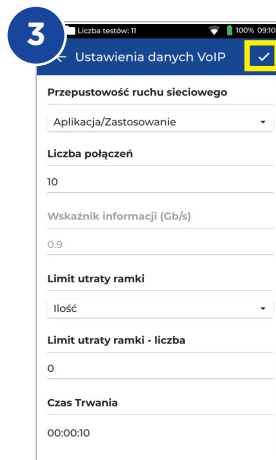 3
Liczba testów: 11 100% 09:10
Ustawienia danych VoIP
Przepustowość ruchu sieciowego
Aplikacja/Zastosowanie
Liczba połączeń
10
Wskaźnik informacji (Gb/s)
0.9
Limit utraty ramki
Ilość
Limit utraty ramki - liczba
0
Czas Trwania
00:00:10